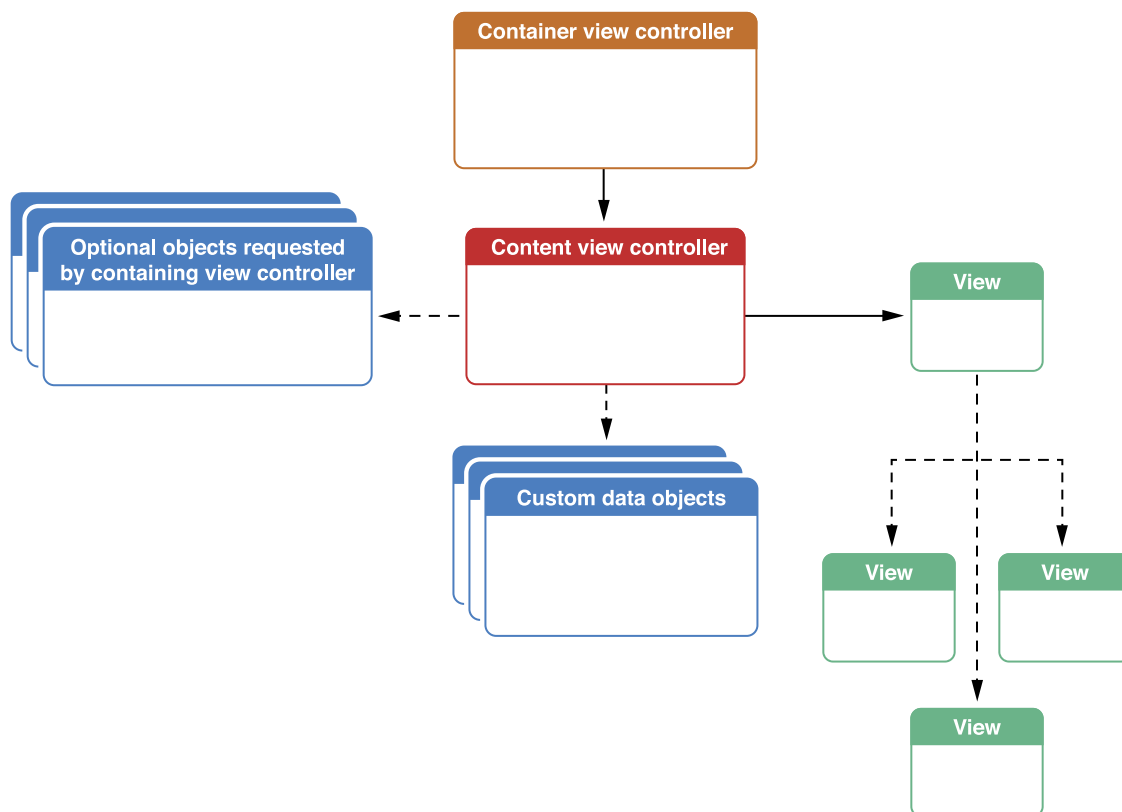 Container view controller
Optional objects requested
by containing view controller
Content view controller
View
Custom data objects
View
View
View